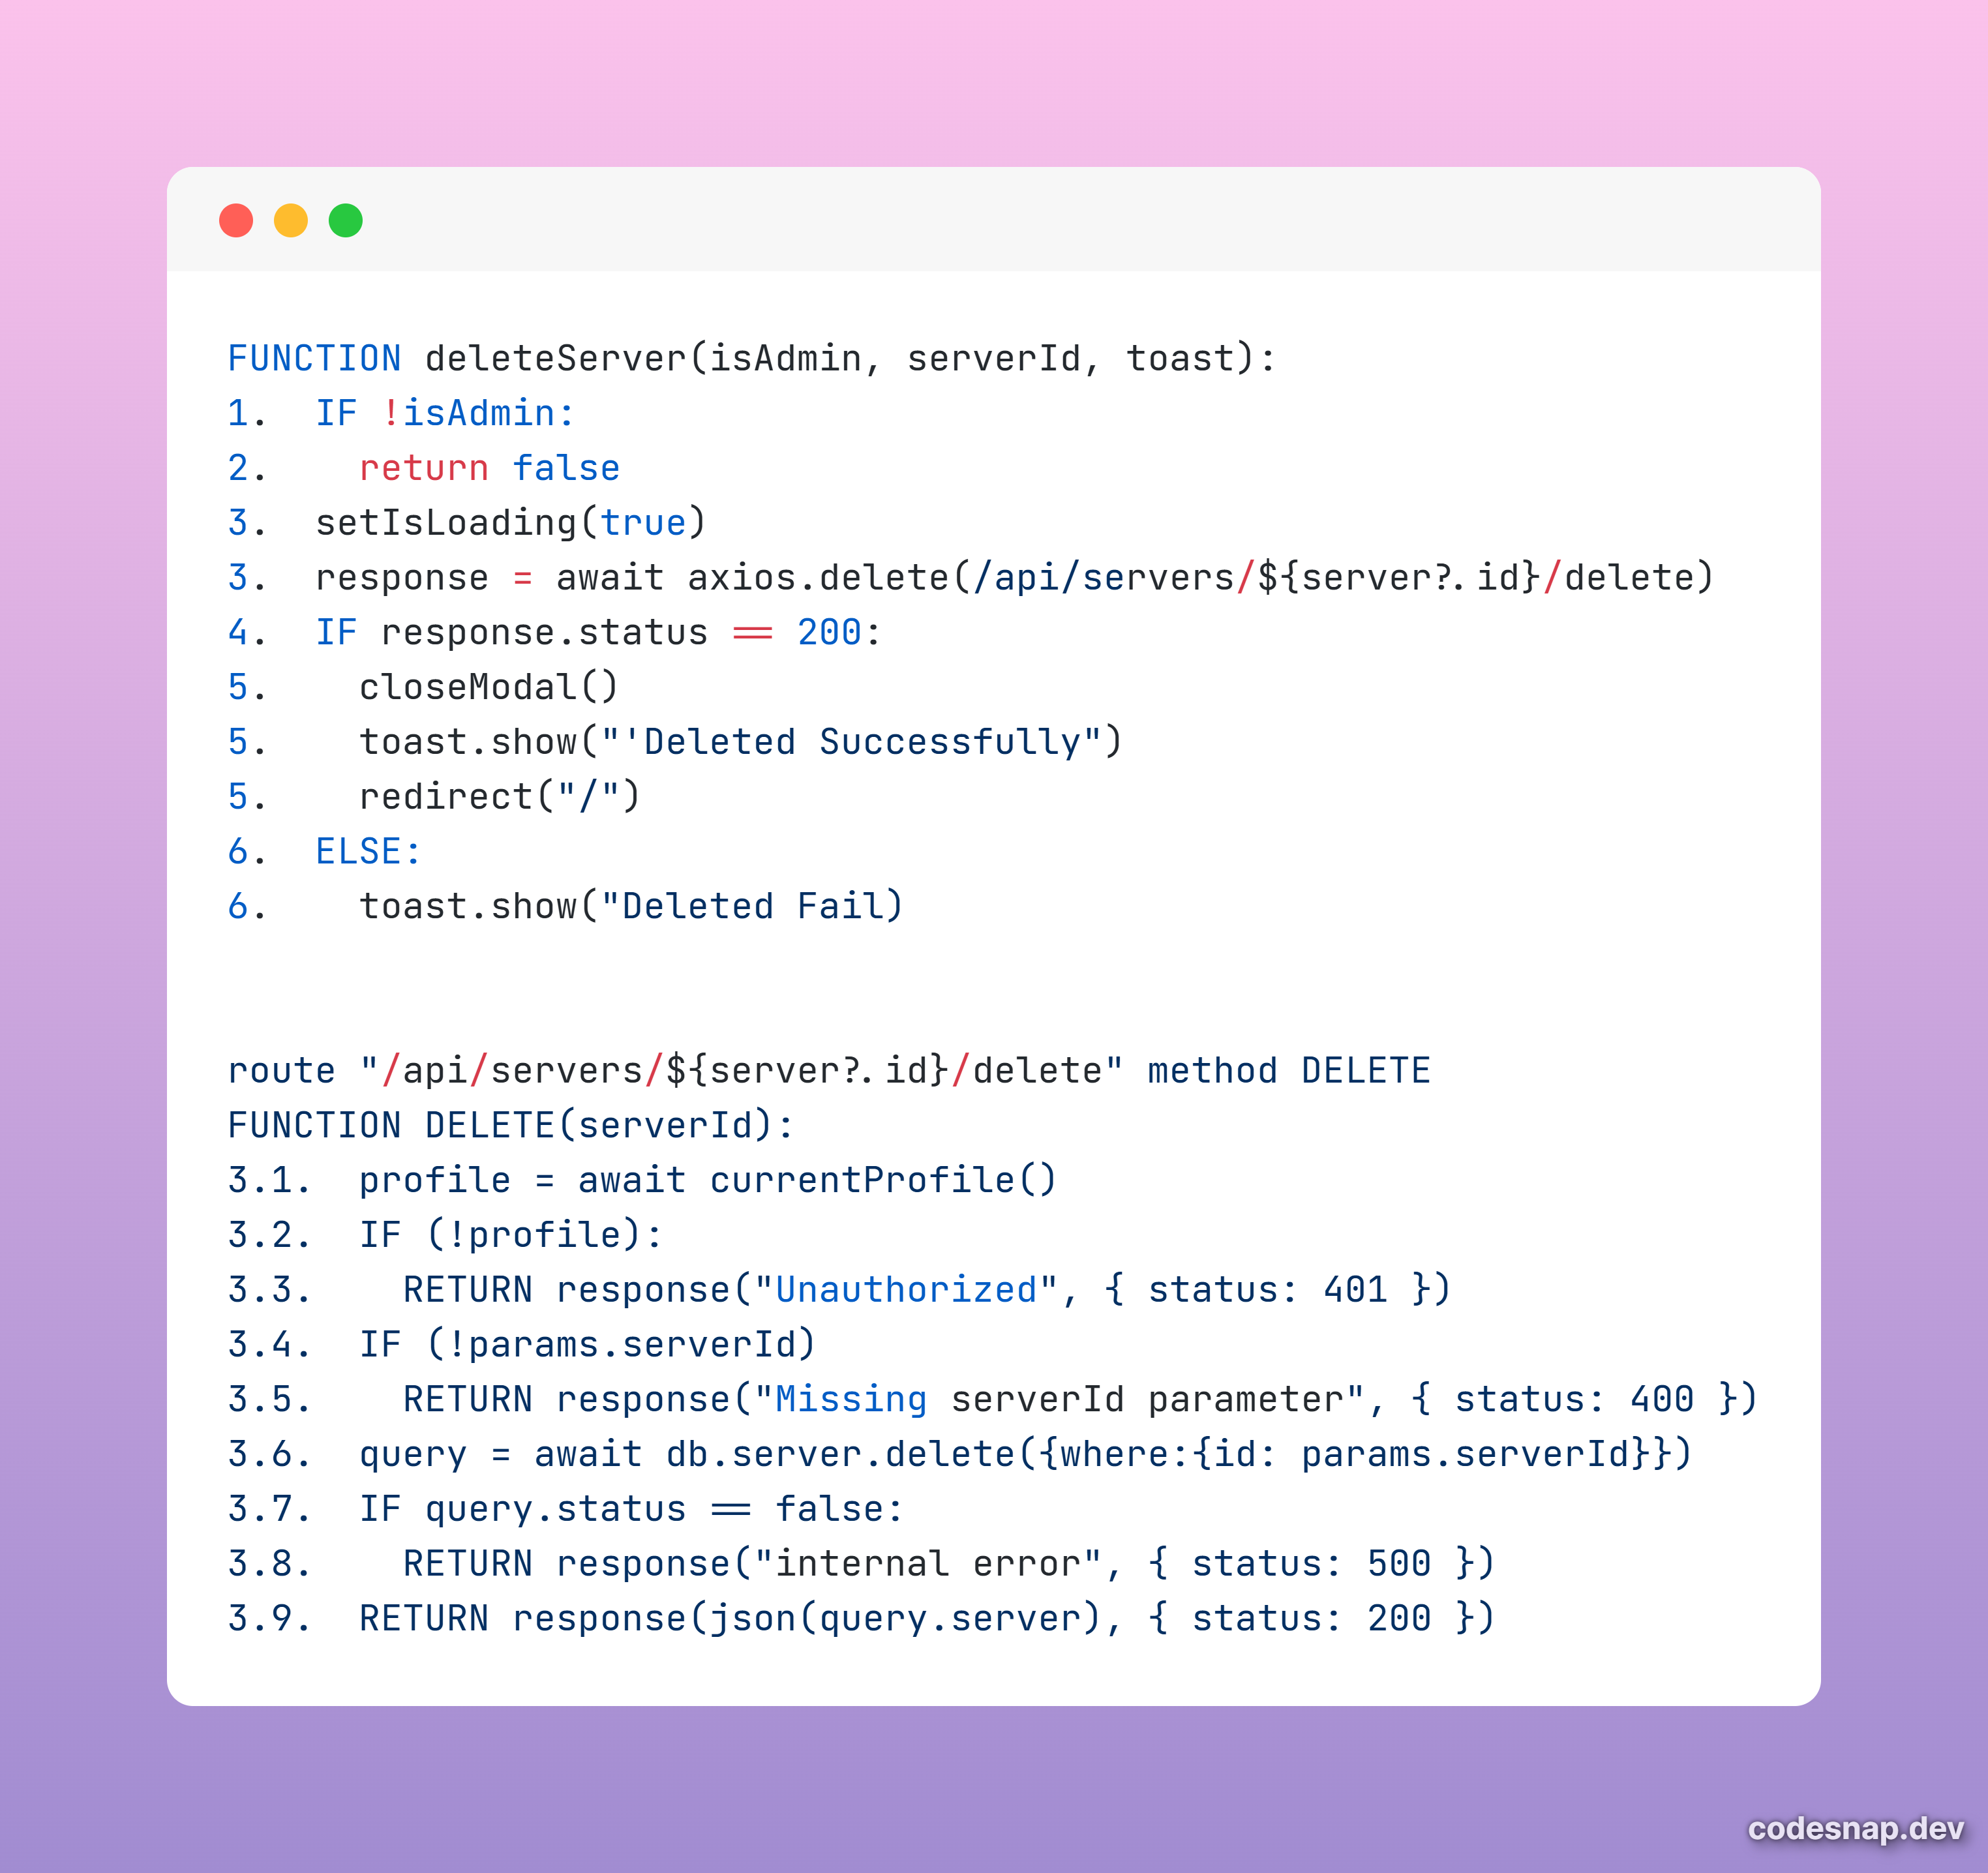 FUNCTION deleteServer(isAdmin, serverId, toast):
1.  IF !isAdmin:
2.    return false
3.  setIsLoading(true)
3.  response = await axios.delete(/api/servers/${server?.id}/delete)
4.  IF response.status == 200:
5.    closeModal()
5.    toast.show("'Deleted Successfully")
5.    redirect("/")
6.  ELSE:
6.    toast.show("Deleted Fail)
route "/api/servers/${server?.id}/delete" method DELETE
FUNCTION DELETE(serverId):
3.1.  profile = await currentProfile()
3.2.  IF (!profile):
3.3.    RETURN response("Unauthorized", { status: 401 })
3.4.  IF (!params.serverId)
3.5.    RETURN response("Missing serverId parameter", { status: 400 })
3.6.  query = await db.server.delete({where:{id: params.serverId}})
3.7.  IF query.status == false:
3.8.    RETURN response("internal error", { status: 500 })
3.9.  RETURN response(json(query.server), { status: 200 })
codesnap.dev